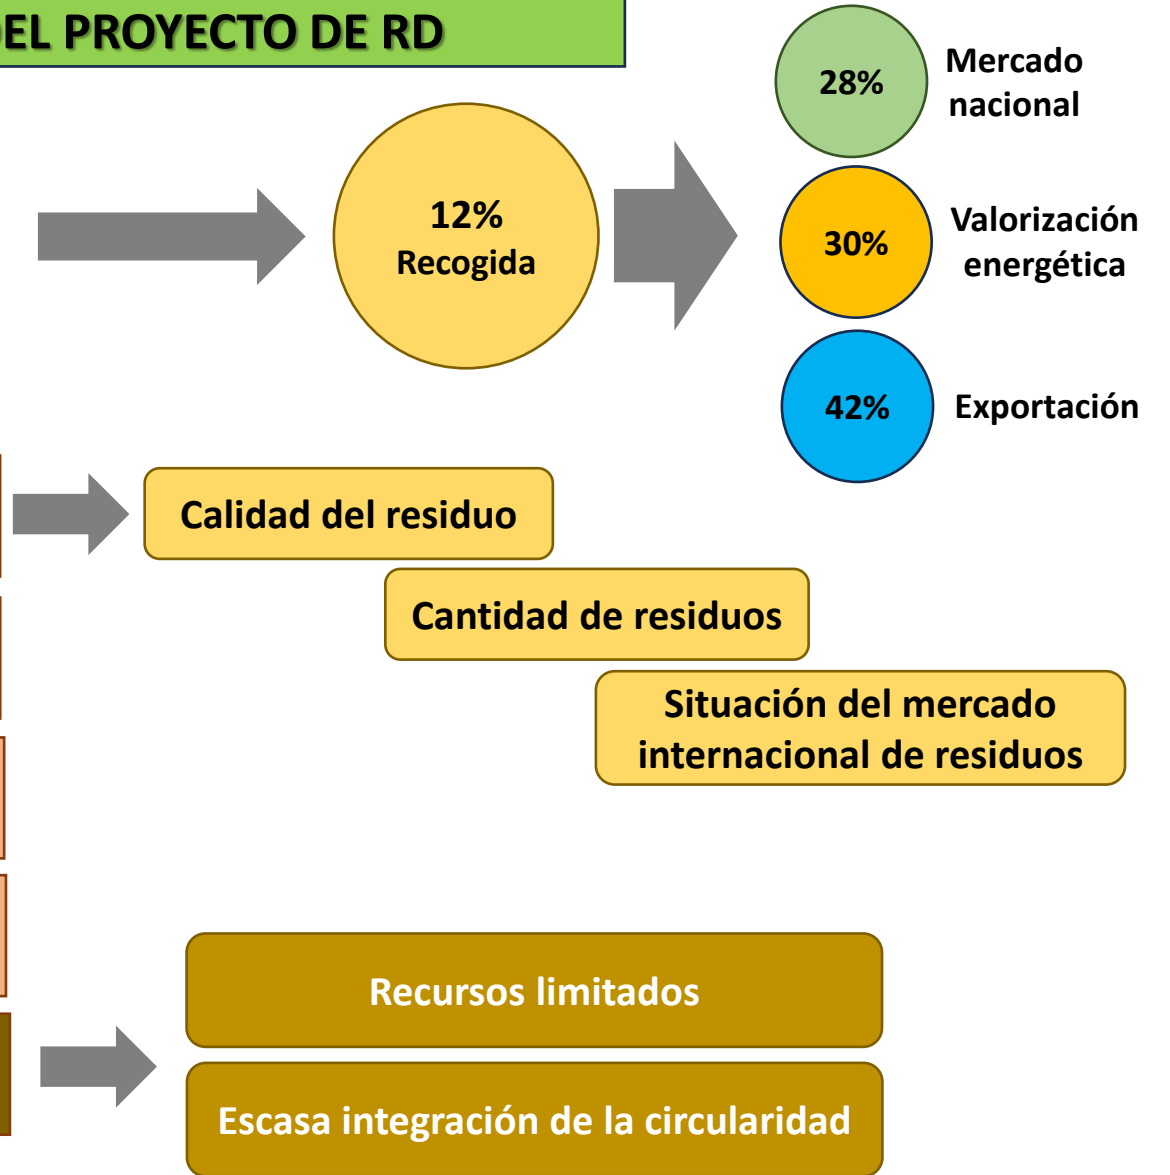 DEL PROYECTO DE RD
28%
Mercado
nacional
12%
Recogida
30%
Valorización
energética
42%
Exportación
Calidad del residuo
Cantidad de residuos
Situación del mercado
internacional de residuos
Recursos limitados
Escasa integración de la circularidad